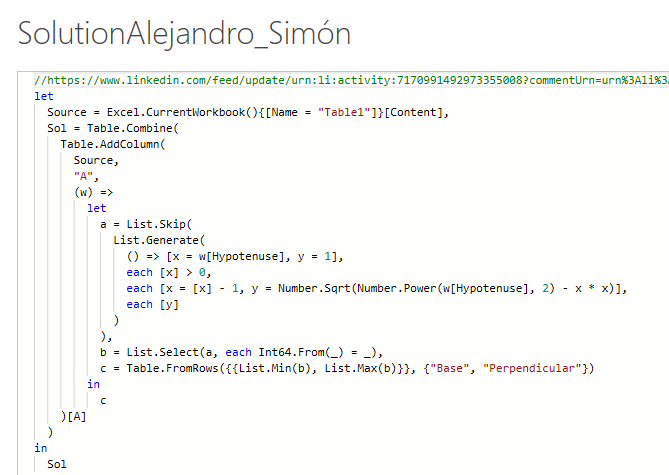 SolutionAlejandro_Simón
//https://www.linkedin.com/feed/update/urn:li:activity:7170991492973355008?commentUrn=urn%3Ali%3
let
Source = Excel.CurrentWorkbook(){[Name = "Table1"]}[Content],
Sol = Table.Combine(
Table.AddColumn(
Source,
"A",
(w) =>
let
a = List.Skip(
List.Generate(
() => [x = w[Hypotenuse], y = 1],
each [x] > 0,
each [x = [x] - 1, y = Number.Sqrt(Number.Power(w[Hypotenuse], 2) - x * x)],
each [y]
)
),
b = List.Select(a, each Int64.From(_) = _),
c = Table.FromRows({{List.Min(b), List.Max(b)}}, {"Base", "Perpendicular"})
in
c
)[A]
)
in
Sol